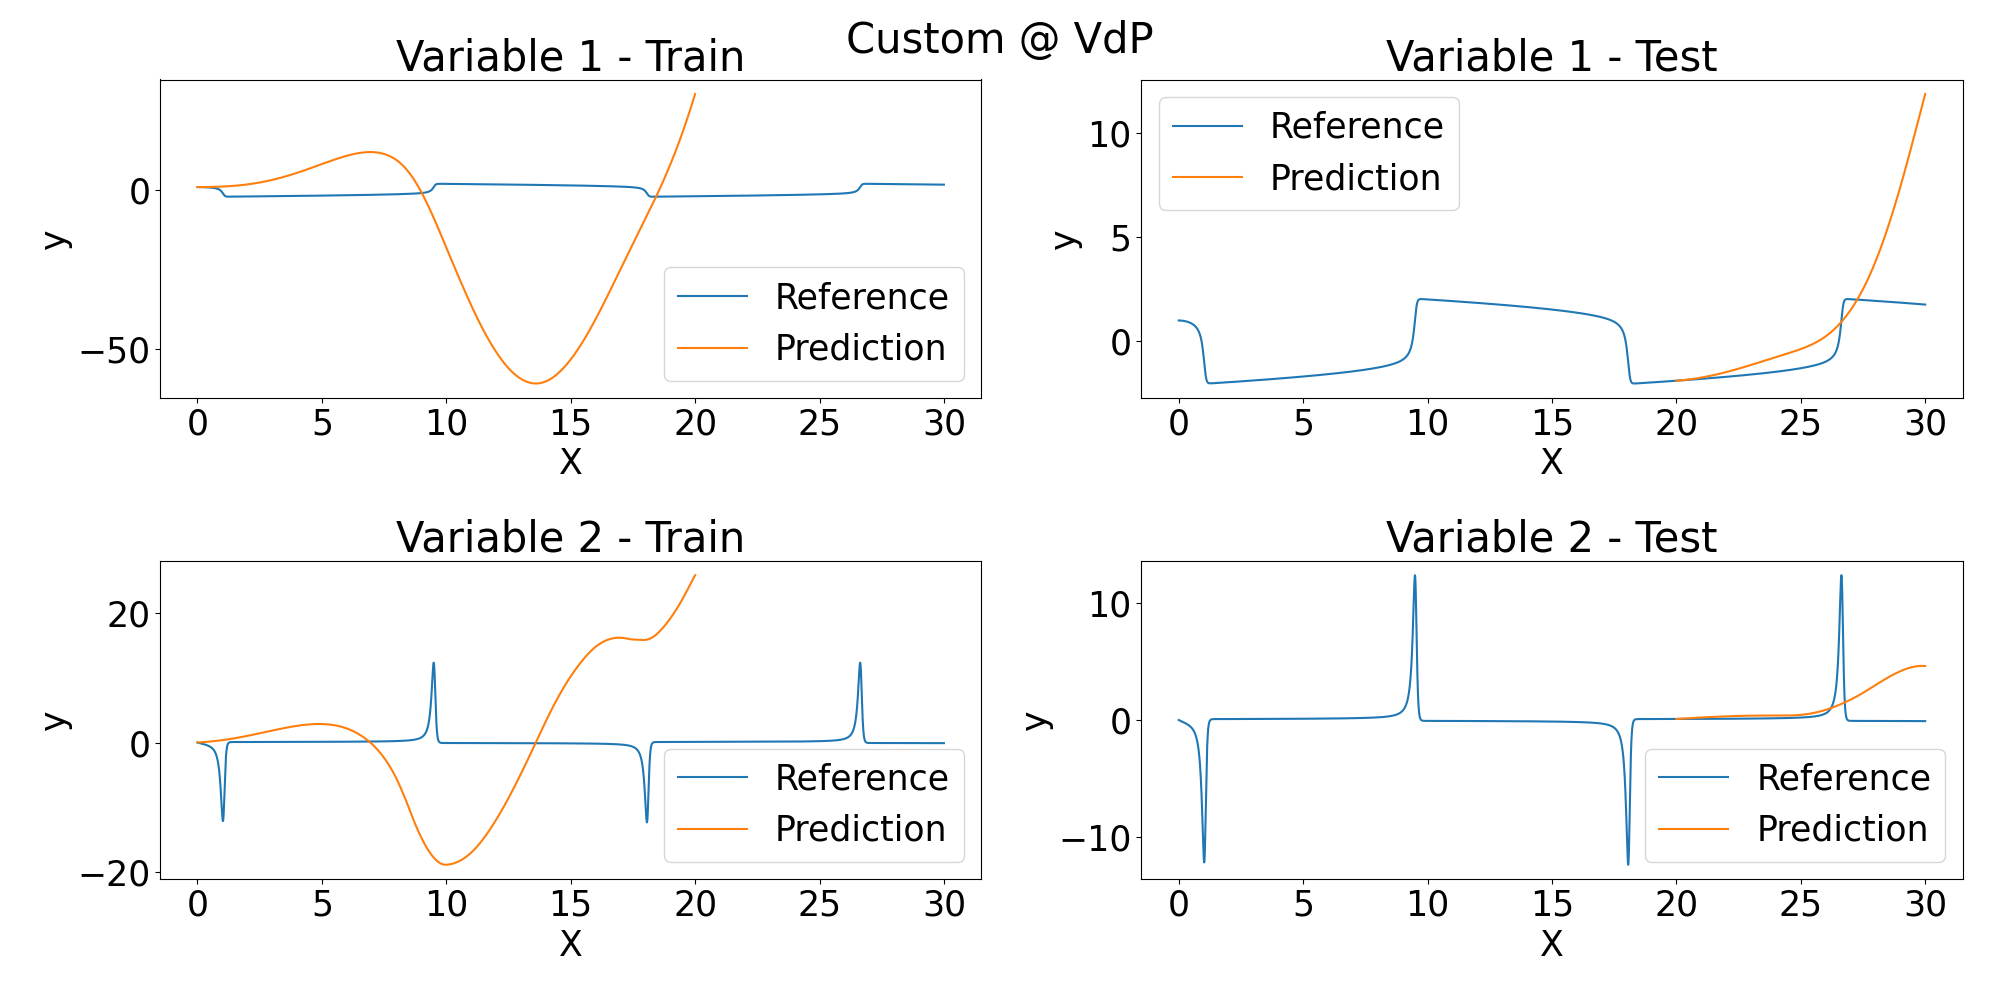 Custom @ VdP
Variable 1 - Train
0
−50
y
0 5 10 15 20 25 30
X
Reference
Prediction
Variable 1 - Test
10
5
0
y
0 5 10 15 20 25 30
X
Reference
Prediction
Variable 2 - Train
20
0
−20
y
0 5 10 15 20 25 30
X
Reference
Prediction
Variable 2 - Test
10
0
−10
y
0 5 10 15 20 25 30
X
Reference
Prediction